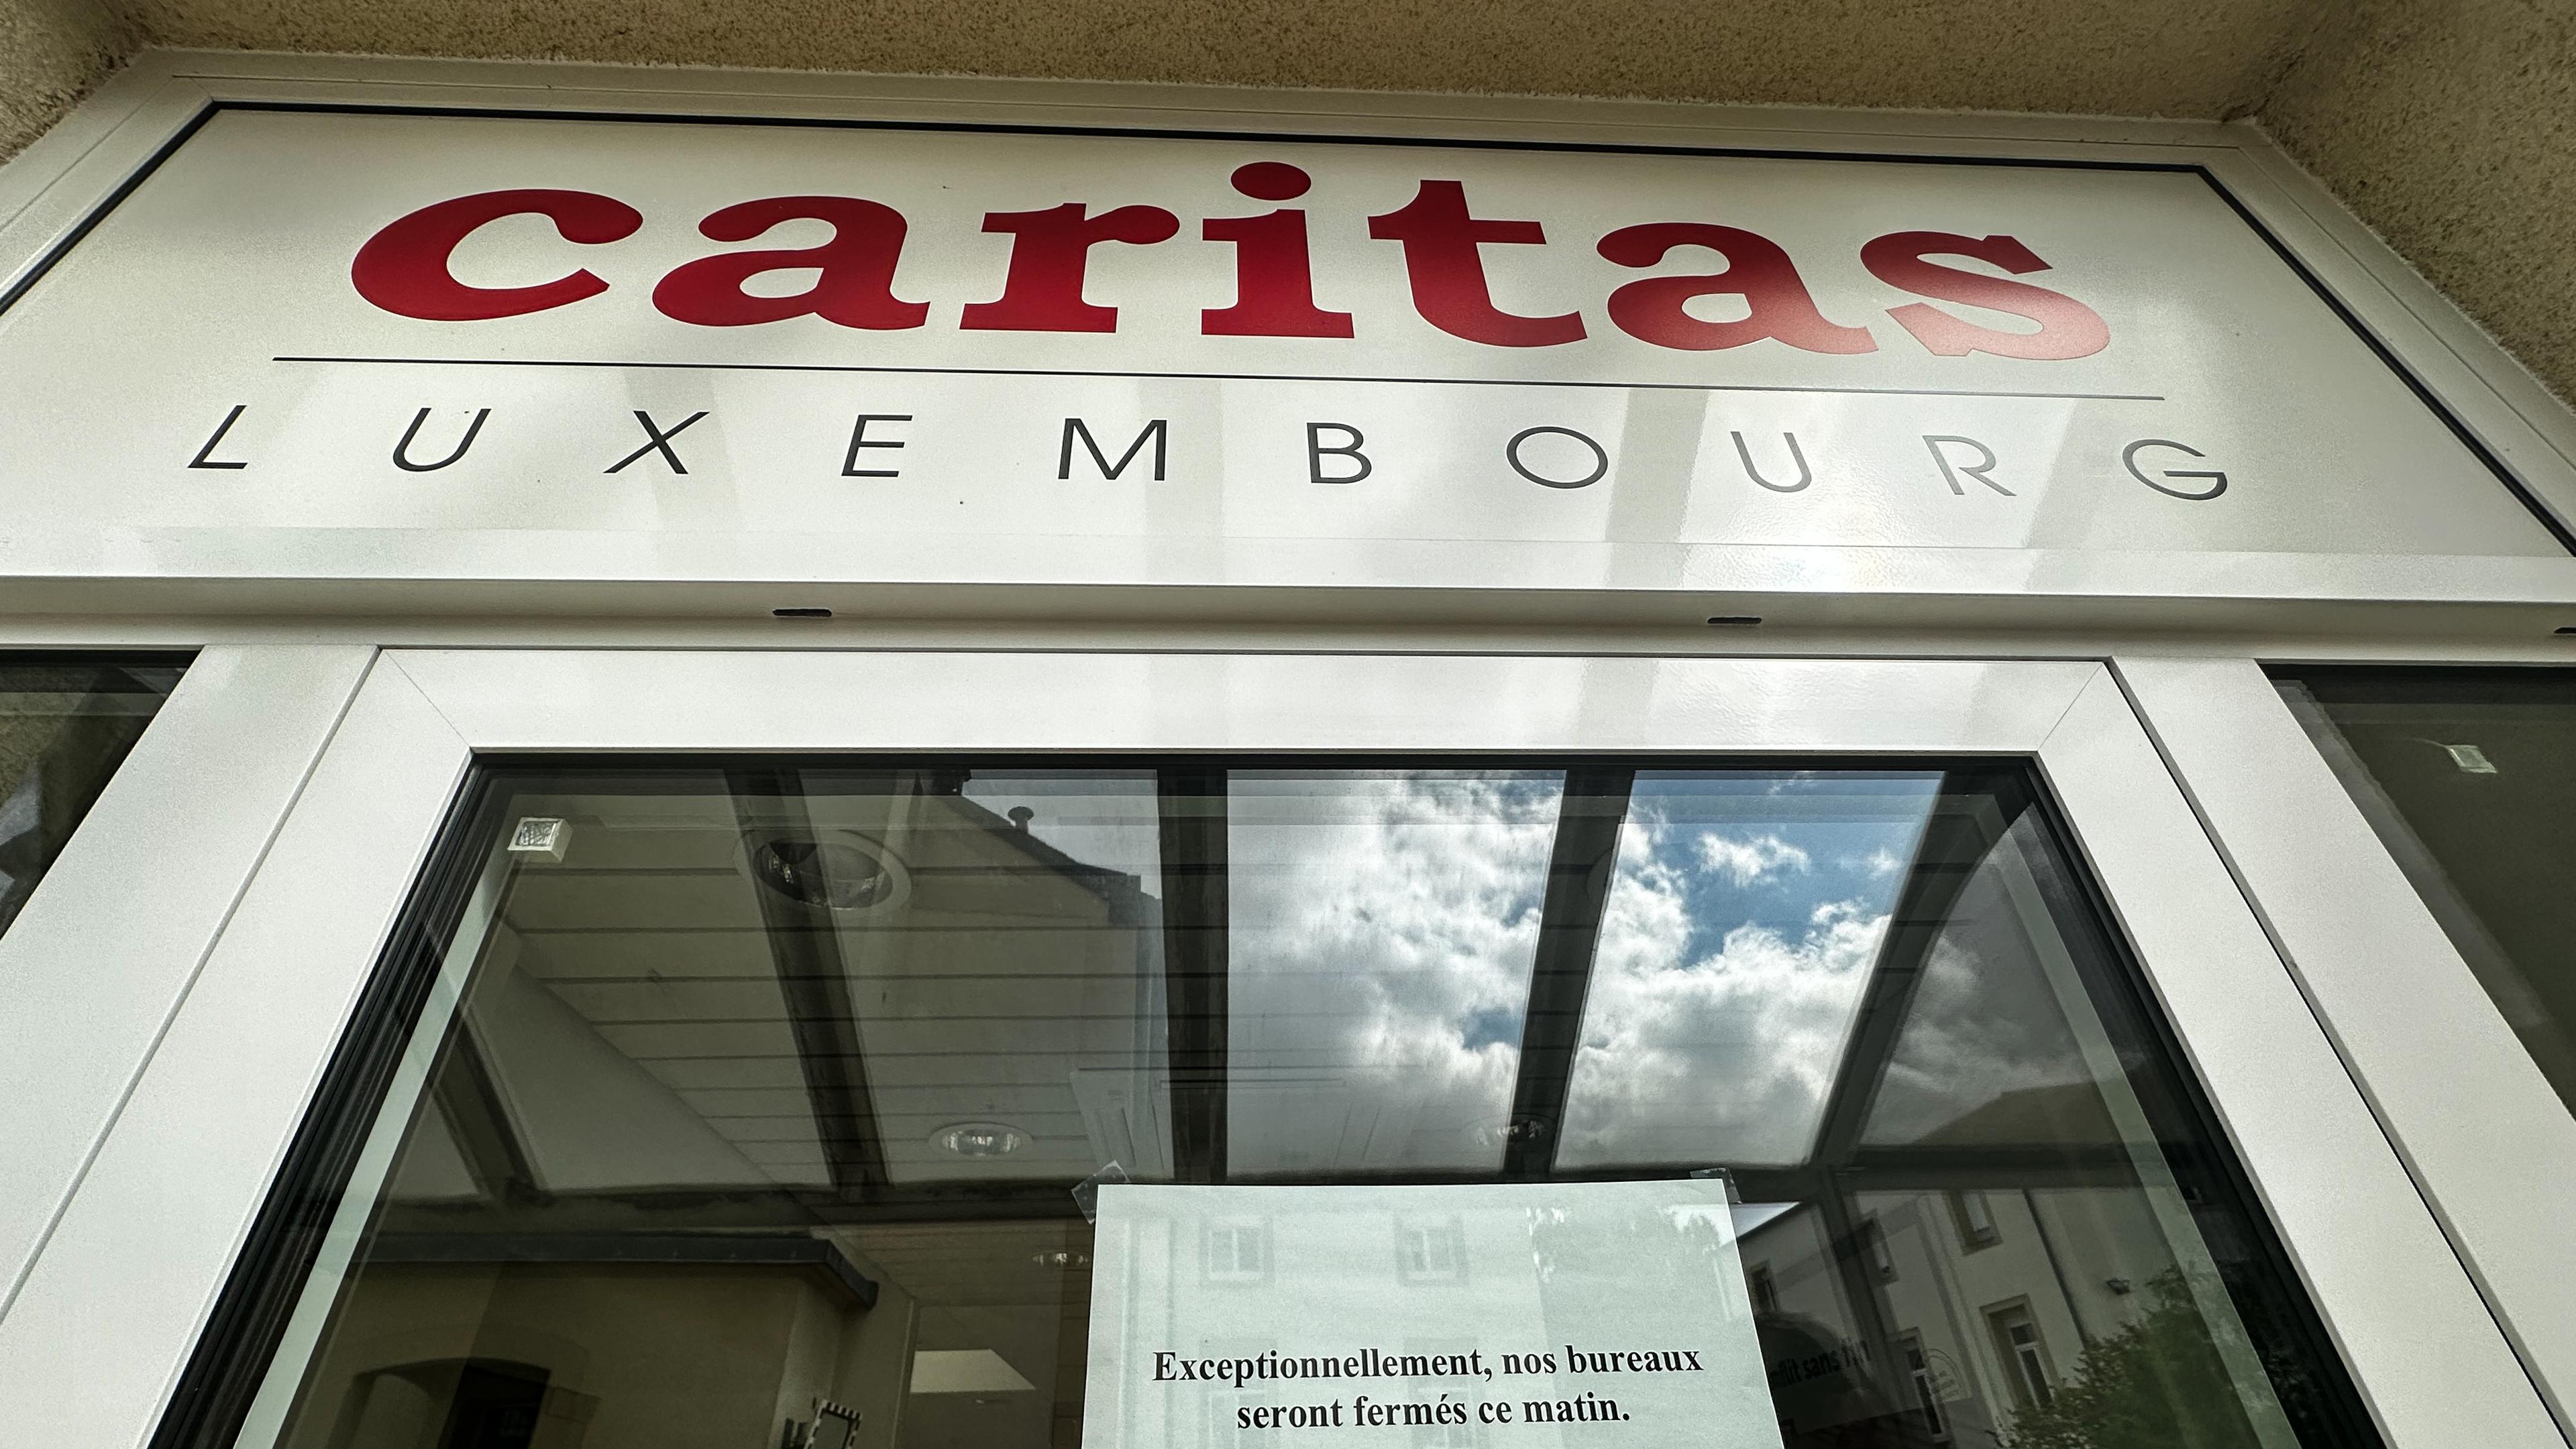 caritas
LUXEMBOURG
Exceptionnellement, nos bureaux
seront fermés ce matin.